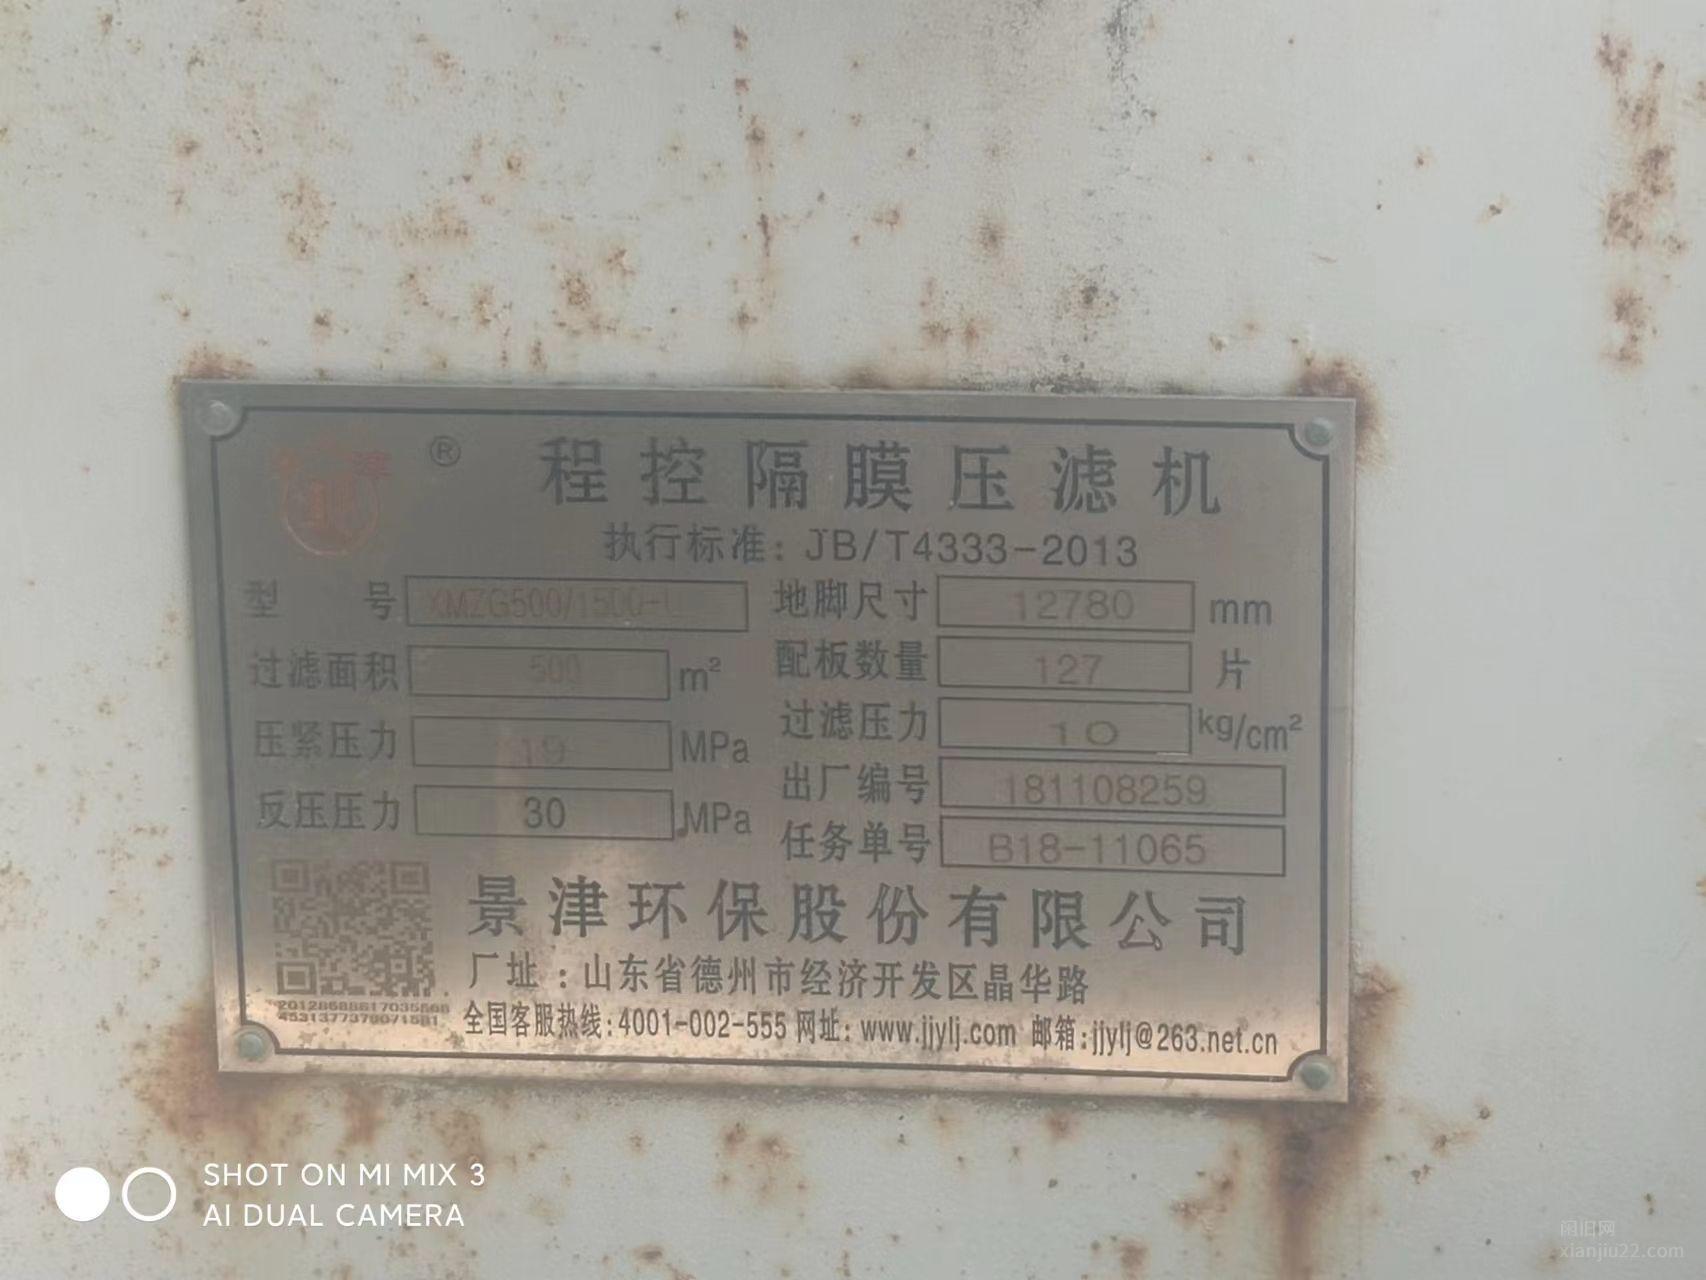 津 ®
程控隔膜压滤机
执行标准: JB/T4333-2013
型 号 XMZG500/1500-U 地脚尺寸 12780 mm
过滤面积 500 m² 配板数量 127 片
压紧压力 19 MPa 过滤压力 10 kg/cm²
反压压力 30 MPa 出厂编号 181108259
任务单号 B18-11065
景津环保股份有限公司
厂址：山东省德州市经济开发区晶华路
全国客服热线:4001-002-555 网址: www.jjylj.com 邮箱:jjylj@263.net.cn
SHOT ON MI MIX 3
AI DUAL CAMERA
闲旧网
xianjiu22.com